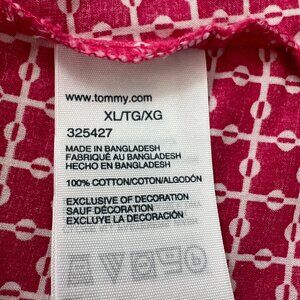 www.tommy.com
XL/TG/XG
325427
MADE IN BANGLADESH
FABRIQUÉ AU BANGLADESH
HECHO EN BANGLADESH
100% COTTON/COTON/ALGODÓN
EXCLUSIVE OF DECORATION
SAUF DÉCORATION
EXCLUYE LA DECORACIÓN